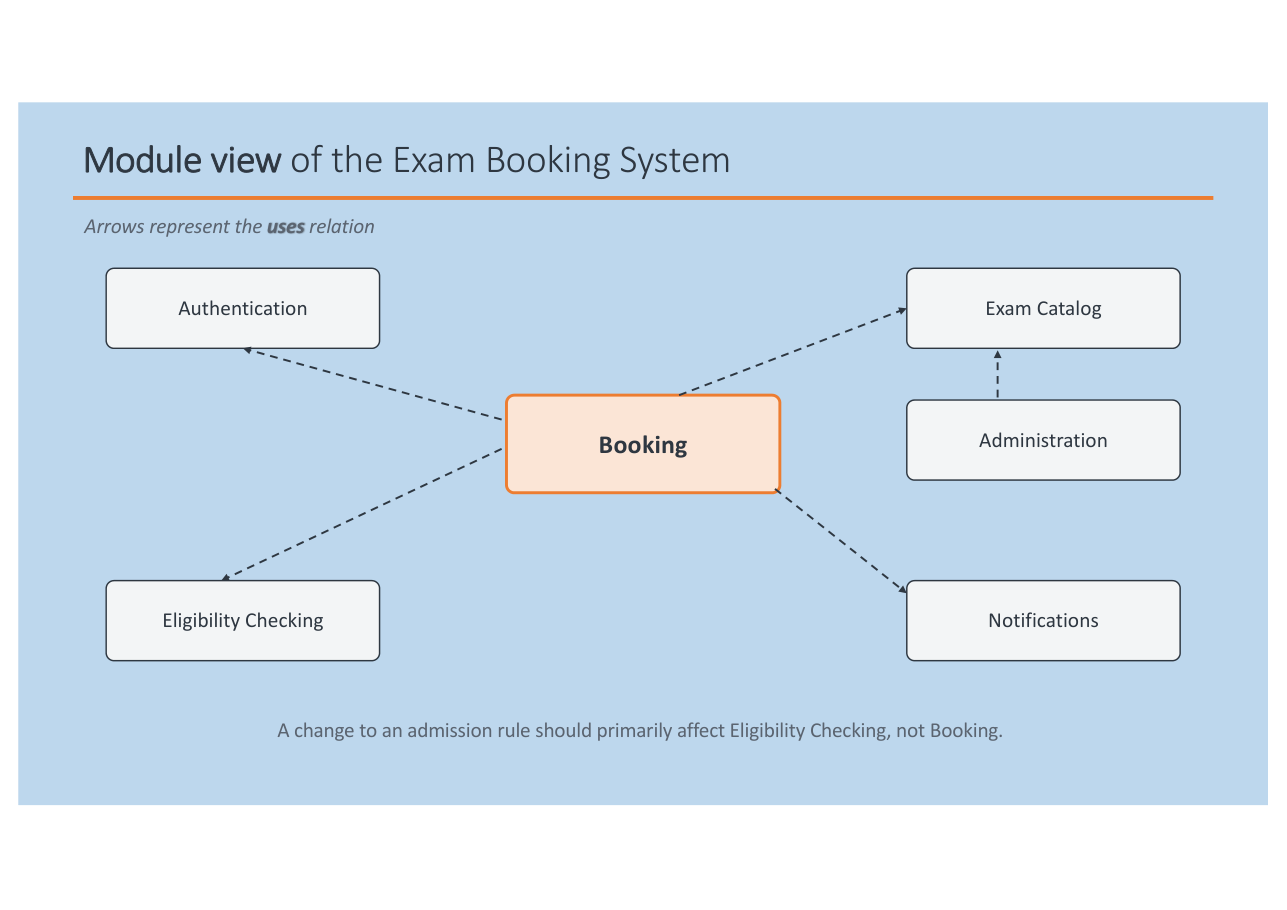 Module view of the Exam Booking System
Arrows represent the uses relation
Authentication
Exam Catalog
Booking
Administration
Eligibility Checking
Notifications
A change to an admission rule should primarily affect Eligibility Checking, not Booking.